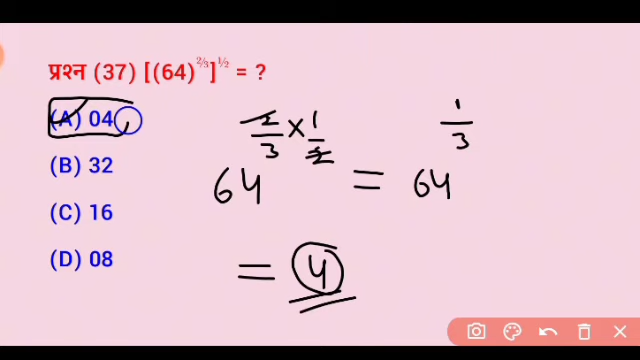 प्रश्न (37) [(64)^⅔]^½ = ?
(A) 04
(B) 32
(C) 16
(D) 08
64^(2/3 × 1/2) = 64^(1/3)
= 4